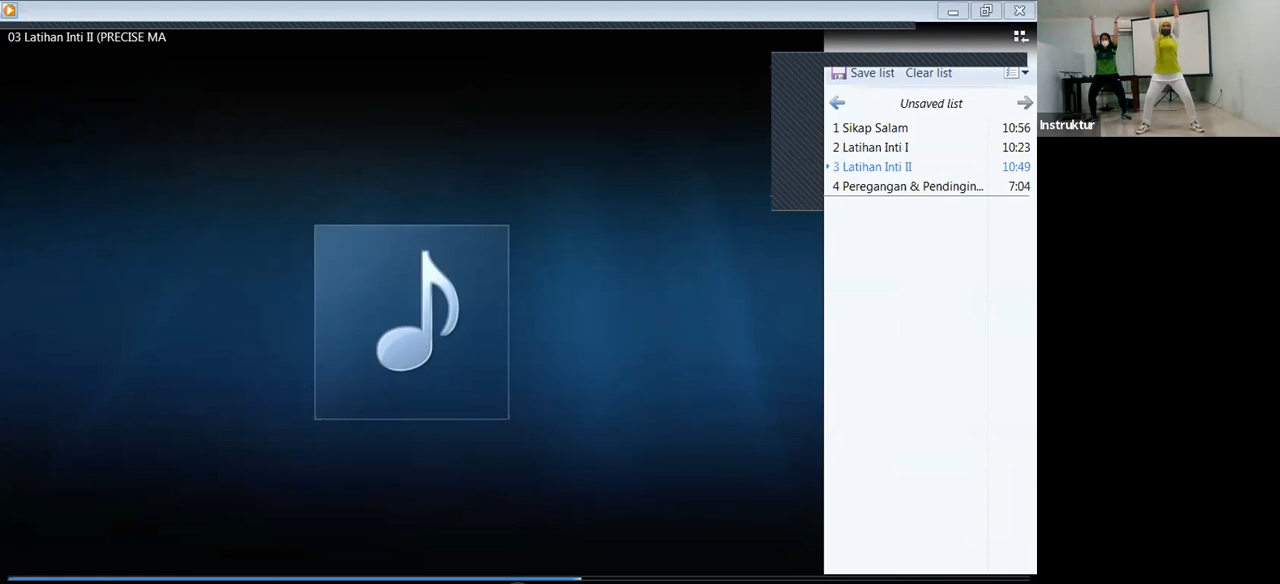 03 Latihan Inti II (PRECISE MA
Save list Clear list
Unsaved list
1 Sikap Salam 10:56
2 Latihan Inti I 10:23
3 Latihan Inti II 10:49
4 Peregangan & Pendingin... 7:04
Instruktur